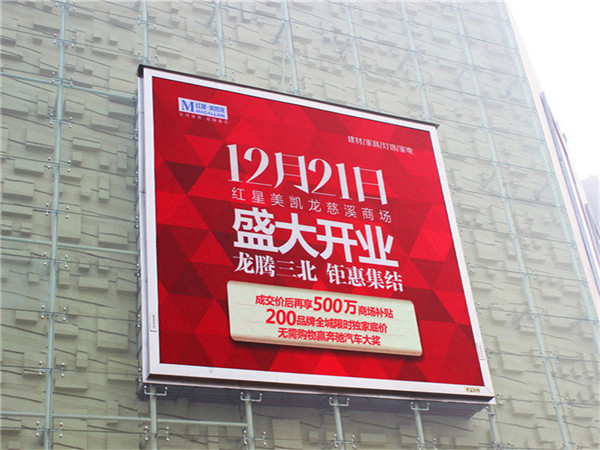 M 红星·美凯龙
MACALLINE
建材/家具/灯饰/家电
12月21日
红星美凯龙慈溪商场
盛大开业
龙腾三北 钜惠集结
成交价后再享500万商场补贴
200品牌全城限时独家底价
无需购物赢奔驰汽车大奖